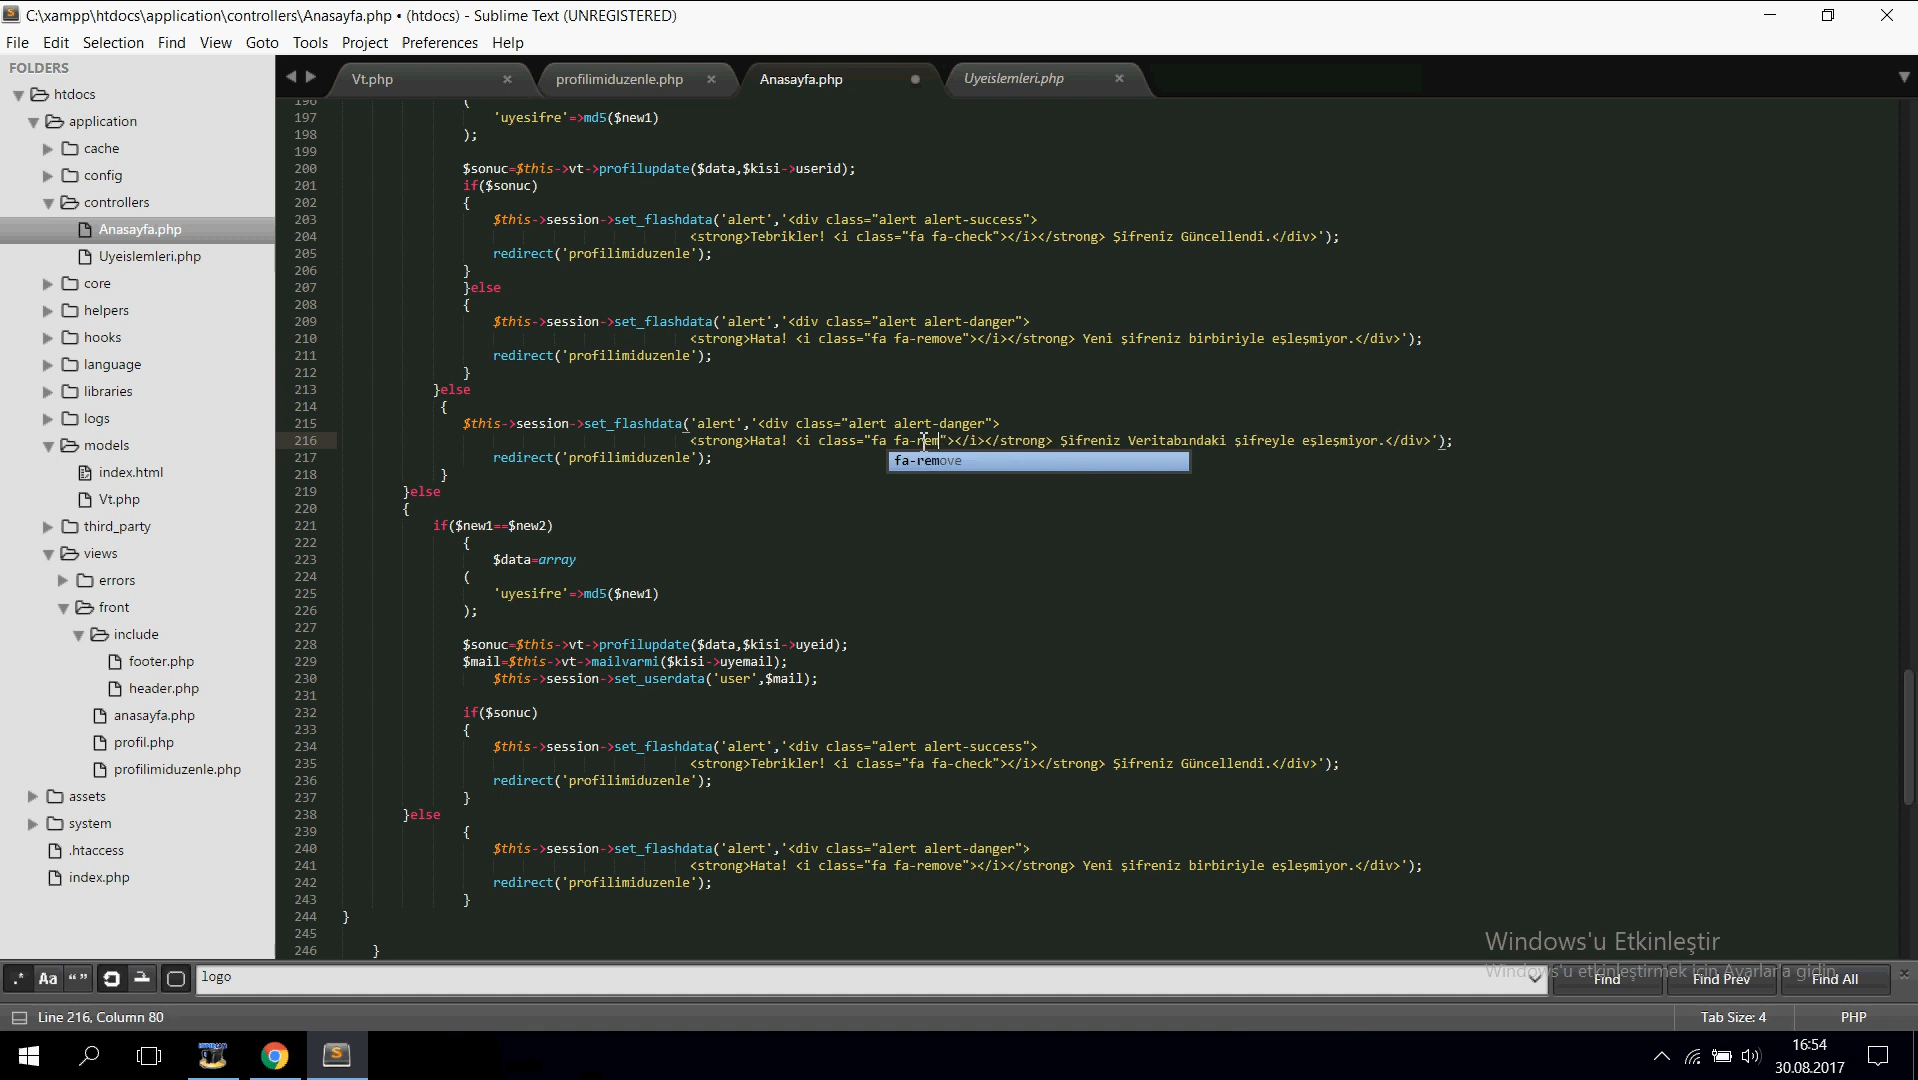 C:\xampp\htdocs\application\controllers\Anasayfa.php • (htdocs) - Sublime Text (UNREGISTERED)
File Edit Selection Find View Goto Tools Project Preferences Help
FOLDERS
htdocs
application
cache
config
controllers
Anasayfa.php
Uyeislemleri.php
core
helpers
hooks
language
libraries
logs
models
index.html
Vt.php
third_party
views
errors
front
include
footer.php
header.php
anasayfa.php
profil.php
profilimiduzenle.php
assets
system
.htaccess
index.php
Vt.php profilimiduzenle.php Anasayfa.php Uyeislemleri.php
196 (
197 'uyesifre'=>md5($new1)
198 );
199
200 $sonuc=$this->vt->profilupdate($data,$kisi->userid);
201 if($sonuc)
202 {
203 $this->session->set_flashdata('alert','<div class="alert alert-success">
204 <strong>Tebrikler! <i class="fa fa-check"></i></strong> Şifreniz Güncellendi.</div>');
205 redirect('profilimiduzenle');
206 }
207 }else
208 {
209 $this->session->set_flashdata('alert','<div class="alert alert-danger">
210 <strong>Hata! <i class="fa fa-remove"></i></strong> Yeni şifreniz birbiriyle eşleşmiyor.</div>');
211 redirect('profilimiduzenle');
212 }
213 }else
214 {
215 $this->session->set_flashdata('alert','<div class="alert alert-danger">
216 <strong>Hata! <i class="fa fa-rem"></i></strong> Şifreniz Veritabındaki şifreyle eşleşmiyor.</div>');
fa-remove
217 redirect('profilimiduzenle');
218 }
219 }else
220 {
221 if($new1==$new2)
222 {
223 $data=array
224 (
225 'uyesifre'=>md5($new1)
226 );
227
228 $sonuc=$this->vt->profilupdate($data,$kisi->uyeid);
229 $mail=$this->vt->mailvarmi($kisi->uyemail);
230 $this->session->set_userdata('user',$mail);
231
232 if($sonuc)
233 {
234 $this->session->set_flashdata('alert','<div class="alert alert-success">
235 <strong>Tebrikler! <i class="fa fa-check"></i></strong> Şifreniz Güncellendi.</div>');
236 redirect('profilimiduzenle');
237 }
238 }else
239 {
240 $this->session->set_flashdata('alert','<div class="alert alert-danger">
241 <strong>Hata! <i class="fa fa-remove"></i></strong> Yeni şifreniz birbiriyle eşleşmiyor.</div>');
242 redirect('profilimiduzenle');
243 }
244 }
245
246 }
Windows'u Etkinleştir
Windows'u etkinleştirmek için Ayarlar'a gidin.
.* Aa “ ” logo Find Find Prev Find All
Line 216, Column 80 Tab Size: 4 PHP
16:54
30.08.2017